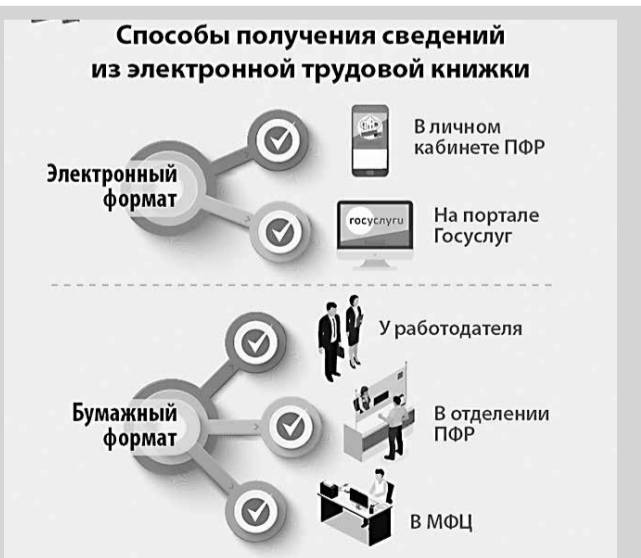 Способы получения сведений
из электронной трудовой книжки
Электронный
формат
В личном
кабинете ПФР
госуслуги
На портале
Госуслуг
Бумажный
формат
У работодателя
В отделении
ПФР
В МФЦ